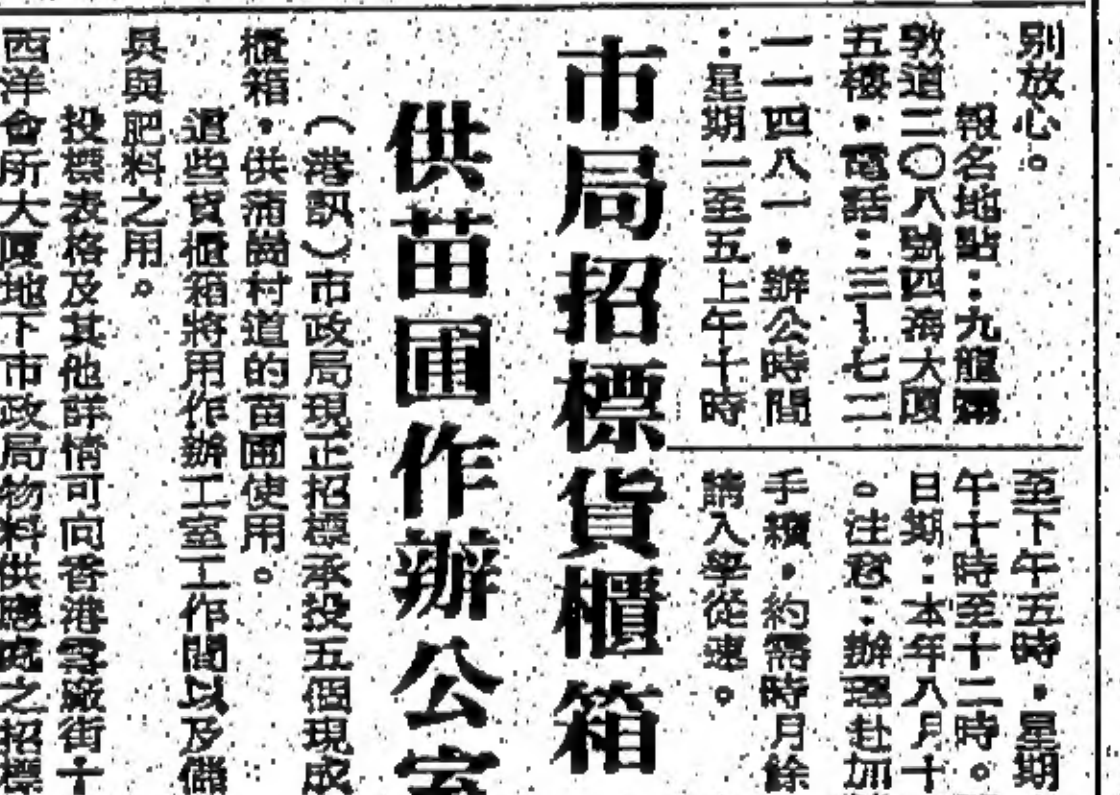 別放心。
報名地點：九龍彌
敦道二〇八號四海大廈
五樓。電話：三—七二
二二四八一。辦公時間
：星期一至五上午十時
至下午五時。星期
午十時至十二時。
日期：本年八月十
。注意：辦理赴加
手續，約需時月餘
請入學從速。
市局招標貨櫃箱
供苗圃作辦公室
（港訊）市政局現正招標承投五個現成
櫃箱，供蒲崗村道的苗圃使用。
這些貨櫃箱將用作辦工室工作間以及儲
具與肥料之用。
投標表格及其他詳情可向香港雪廠街十
西洋會所大廈地下市政局物料供應處之招標